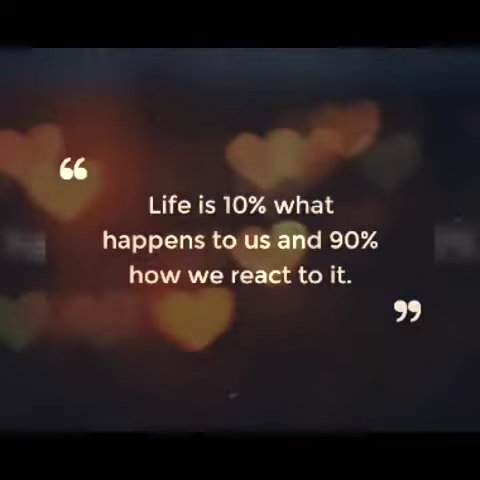 “
Life is 10% what
happens to us and 90%
how we react to it.
”